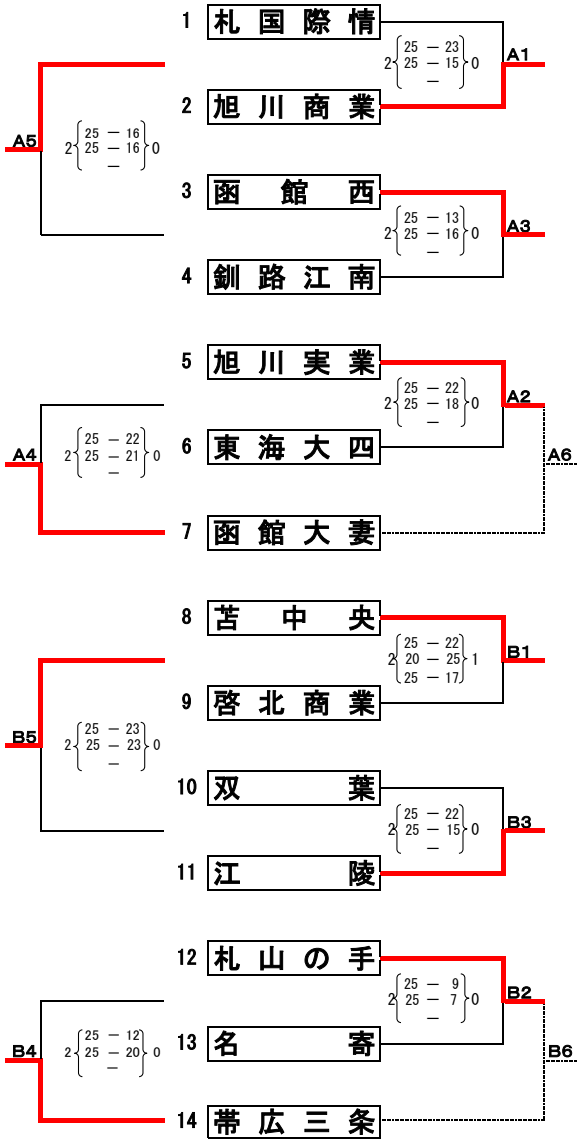 1 札国際情
2 { 25 － 23 } 0 A1
25 － 15
－
2 旭川商業
A5
2 { 25 － 16 } 0
25 － 16
－
3 函館西
2 { 25 － 13 } 0 A3
25 － 16
－
4 釧路江南
5 旭川実業
2 { 25 － 22 } 0 A2
25 － 18
－
6 東海大四
A4
2 { 25 － 22 } 0
25 － 21
－
A6
7 函館大妻
8 苫中央
2 { 25 － 22 } 1 B1
20 － 25
25 － 17
9 啓北商業
B5
2 { 25 － 23 } 0
25 － 23
－
10 双葉
2 { 25 － 22 } 0 B3
25 － 15
－
11 江陵
12 札山の手
2 { 25 － 9 } 0 B2
25 － 7
－
13 名寄
B4
2 { 25 － 12 } 0
25 － 20
－
B6
14 帯広三条